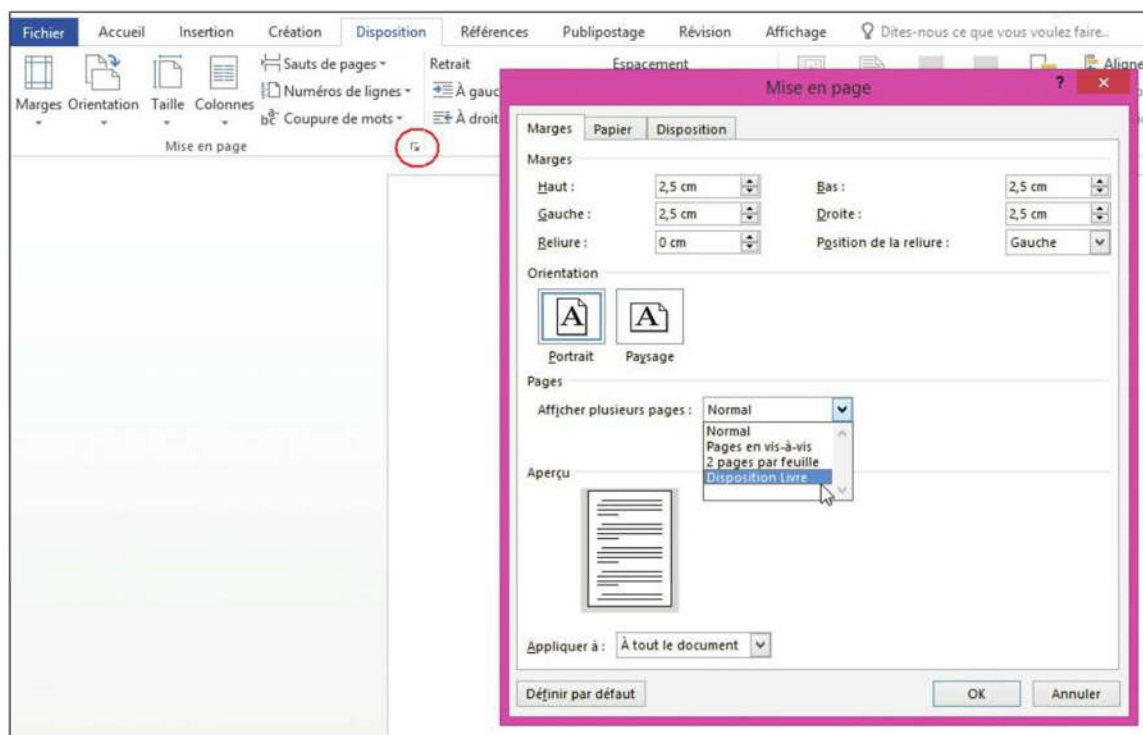 Fichier Accueil Insertion Création Disposition Références Publipostage Révision Affichage Dites-nous ce que vous voulez faire..
Sauts de pages Retrait Espacement Aligne
Numéros de lignes À gauc
Marges Orientation Taille Colonnes
bc Coupure de mots À droit
Mise en page
Mise en page ? ×
Marges Papier Disposition
Marges
Haut : 2,5 cm Bas : 2,5 cm
Gauche : 2,5 cm Droite : 2,5 cm
Reliure : 0 cm Position de la reliure : Gauche
Orientation
A A
Portrait Paysage
Pages
Afficher plusieurs pages : Normal
Normal
Pages en vis-à-vis
2 pages par feuille
Disposition Livre
Aperçu
Appliquer à : À tout le document
Définir par défaut OK Annuler